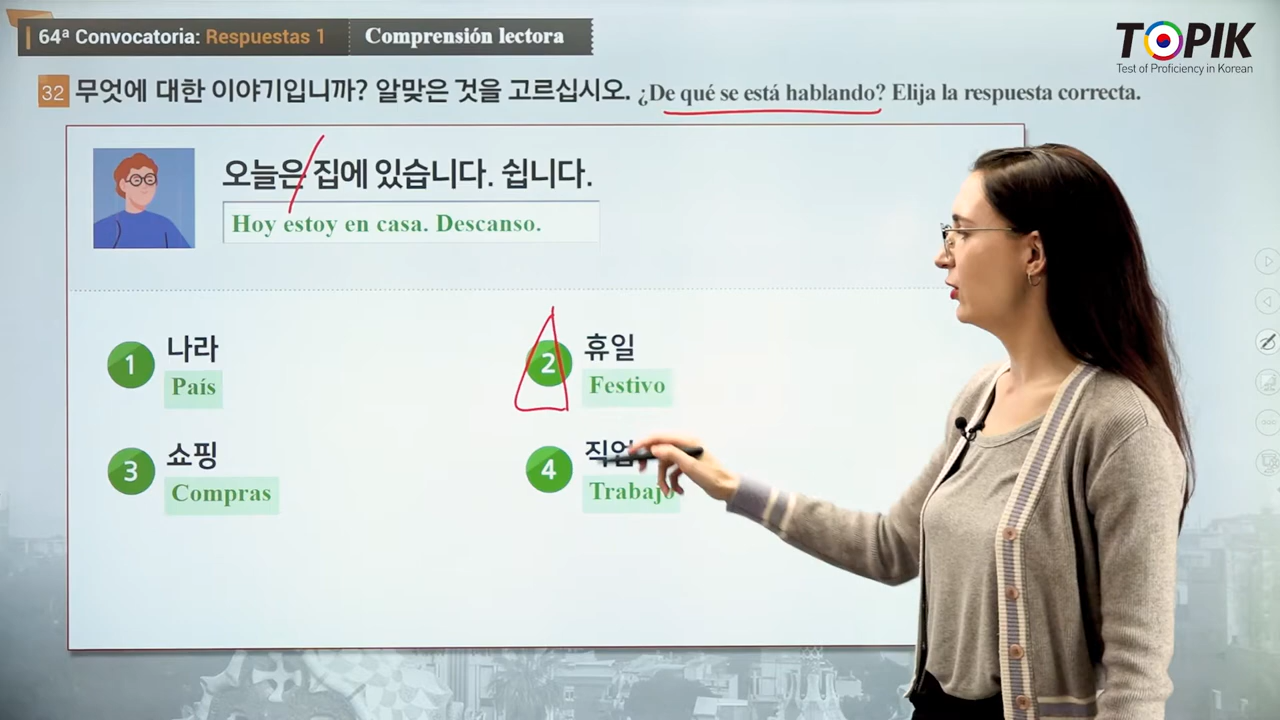 64ª Convocatoria: Respuestas 1 Comprensión lectora
TOPIK
Test of Proficiency in Korean
32 무엇에 대한 이야기입니까? 알맞은 것을 고르십시오. ¿De qué se está hablando? Elija la respuesta correcta.
오늘은 집에 있습니다. 쉽니다.
Hoy estoy en casa. Descanso.
1 나라
País
2 휴일
Festivo
3 쇼핑
Compras
4 직업
Trabajo